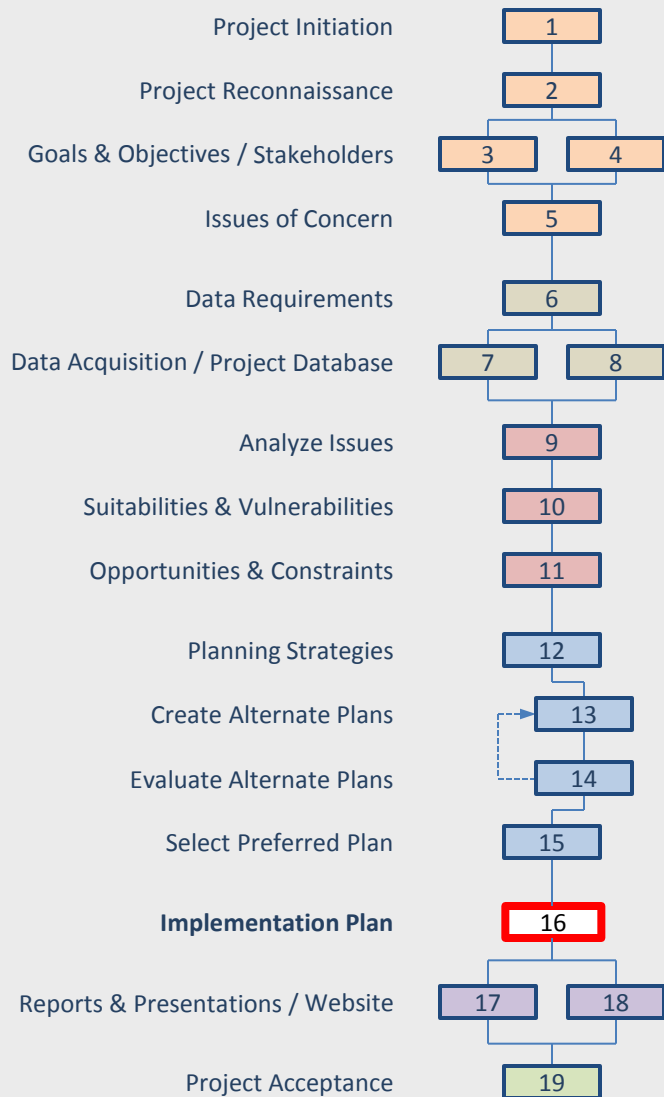 Project Initiation 1
Project Reconnaissance 2
Goals & Objectives / Stakeholders 3 4
Issues of Concern 5
Data Requirements 6
Data Acquisition / Project Database 7 8
Analyze Issues 9
Suitabilities & Vulnerabilities 10
Opportunities & Constraints 11
Planning Strategies 12
Create Alternate Plans 13
Evaluate Alternate Plans 14
Select Preferred Plan 15
Implementation Plan 16
Reports & Presentations / Website 17 18
Project Acceptance 19